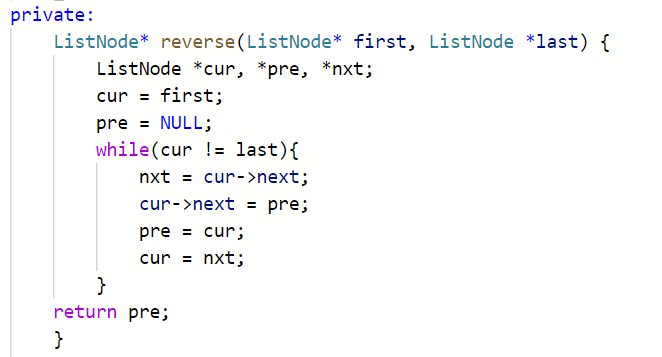 private:
    ListNode* reverse(ListNode* first, ListNode *last) {
        ListNode *cur, *pre, *nxt;
        cur = first;
        pre = NULL;
        while(cur != last){
            nxt = cur->next;
            cur->next = pre;
            pre = cur;
            cur = nxt;
        }
    return pre;
    }